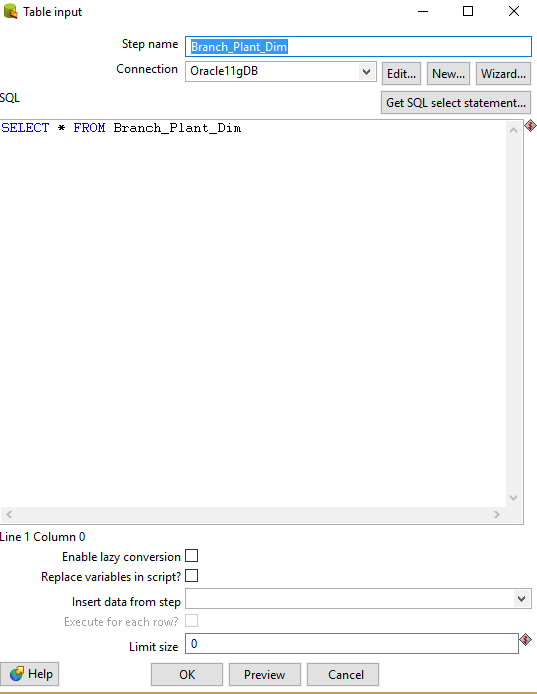 Table input
Step name Branch_Plant_Dim
Connection Oracle11gDB Edit... New... Wizard...
SQL Get SQL select statement...
SELECT * FROM Branch_Plant_Dim
Line 1 Column 0
Enable lazy conversion
Replace variables in script?
Insert data from step
Execute for each row?
Limit size 0
Help OK Preview Cancel